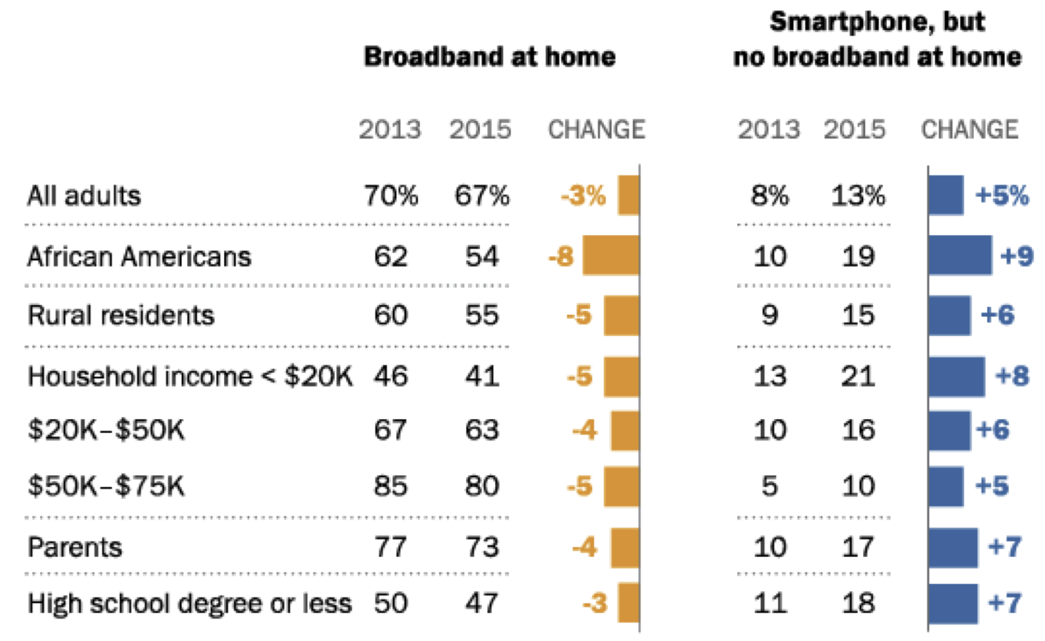 Broadband at home
Smartphone, but
no broadband at home
2013 2015 CHANGE 2013 2015 CHANGE
All adults 70% 67% -3% 8% 13% +5%
African Americans 62 54 -8 10 19 +9
Rural residents 60 55 -5 9 15 +6
Household income < $20K 46 41 -5 13 21 +8
$20K–$50K 67 63 -4 10 16 +6
$50K–$75K 85 80 -5 5 10 +5
Parents 77 73 -4 10 17 +7
High school degree or less 50 47 -3 11 18 +7